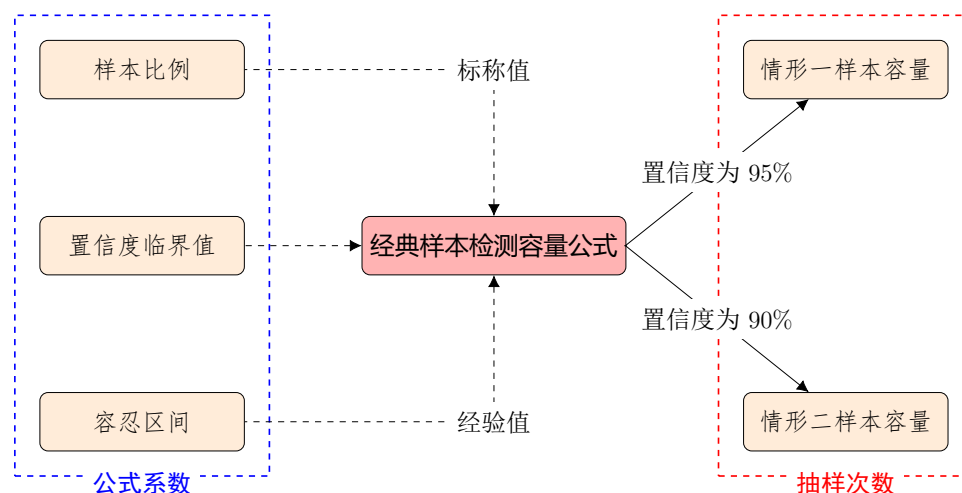 样本比例
标称值
情形一样本容量
置信度为 95%
置信度临界值
经典样本检测容量公式
置信度为 90%
容忍区间
经验值
情形二样本容量
公式系数
抽样次数